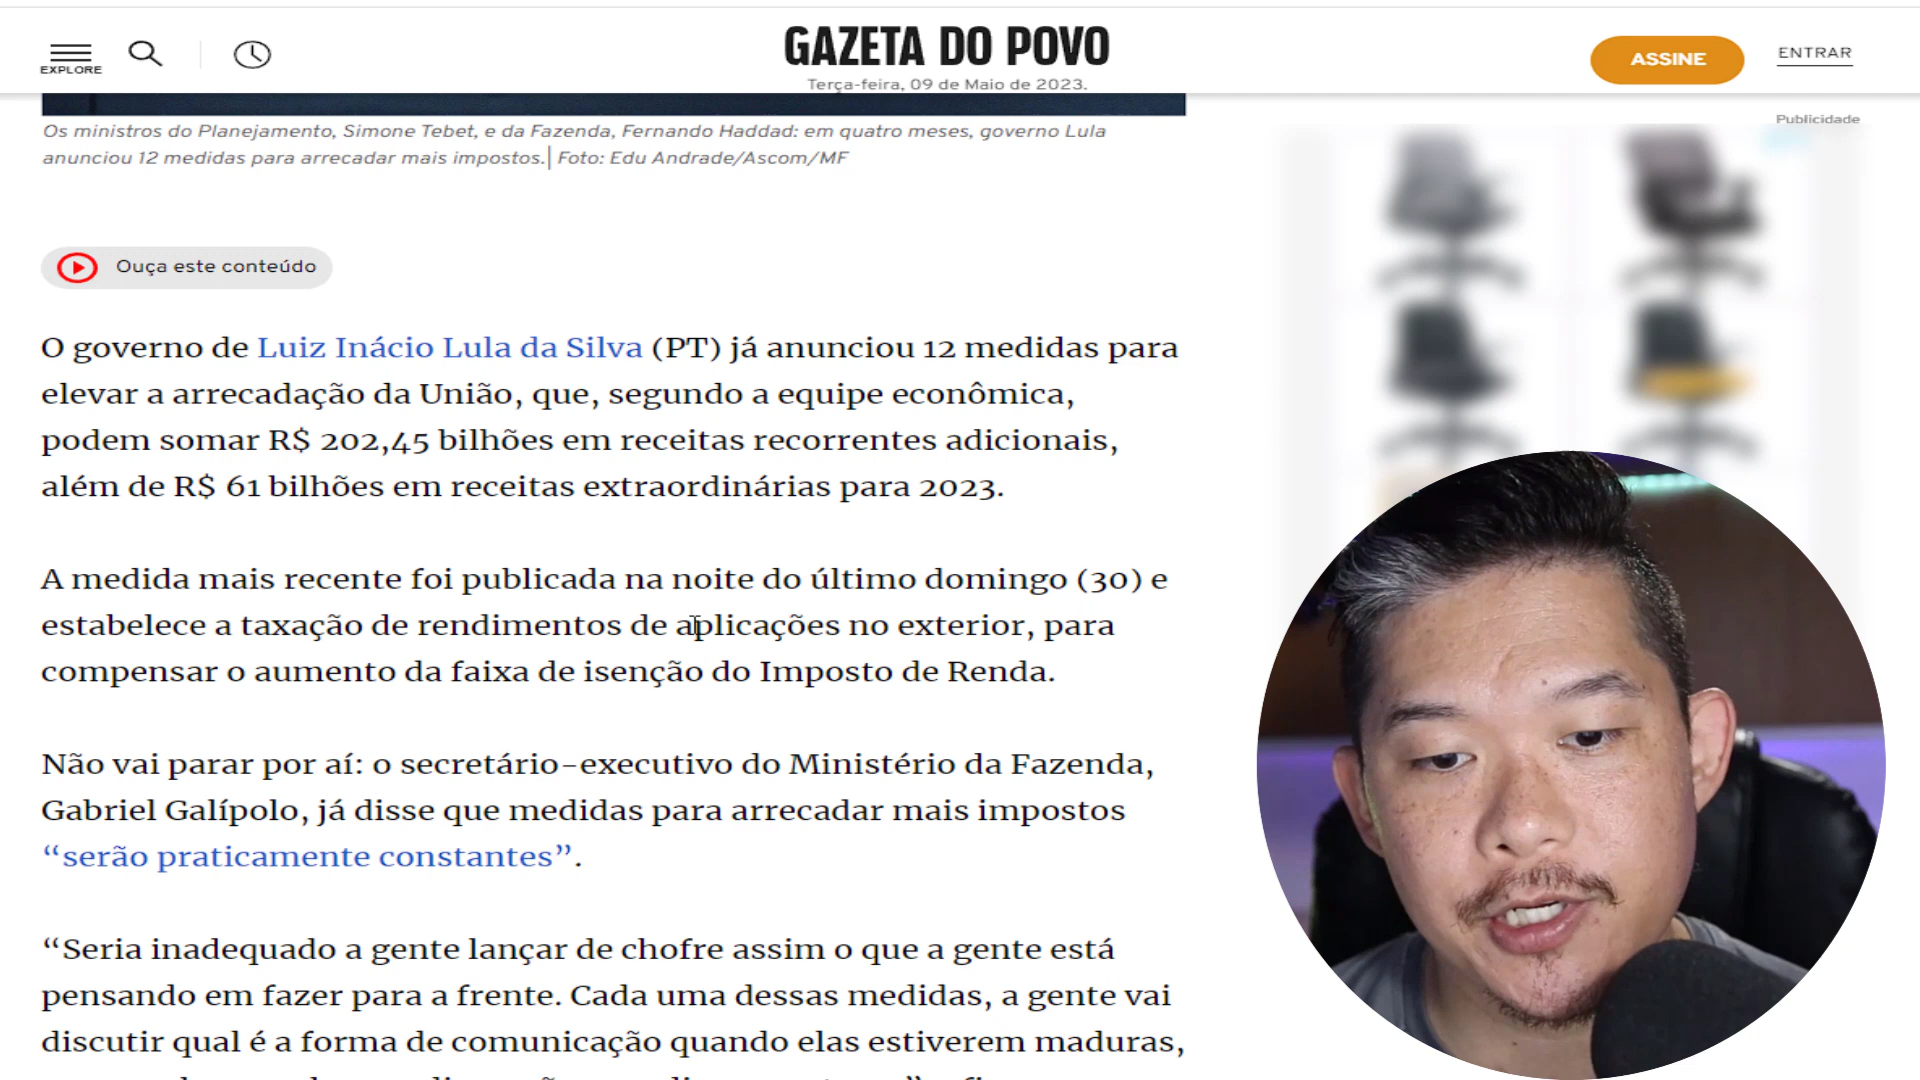 EXPLORE
GAZETA DO POVO
Terça-feira, 09 de Maio de 2023.
ASSINE
ENTRAR
Publicidade
Os ministros do Planejamento, Simone Tebet, e da Fazenda, Fernando Haddad: em quatro meses, governo Lula
anunciou 12 medidas para arrecadar mais impostos.| Foto: Edu Andrade/Ascom/MF
Ouça este conteúdo
O governo de Luiz Inácio Lula da Silva (PT) já anunciou 12 medidas para
elevar a arrecadação da União, que, segundo a equipe econômica,
podem somar R$ 202,45 bilhões em receitas recorrentes adicionais,
além de R$ 61 bilhões em receitas extraordinárias para 2023.
A medida mais recente foi publicada na noite do último domingo (30) e
estabelece a taxação de rendimentos de aplicações no exterior, para
compensar o aumento da faixa de isenção do Imposto de Renda.
Não vai parar por aí: o secretário-executivo do Ministério da Fazenda,
Gabriel Galípolo, já disse que medidas para arrecadar mais impostos
“serão praticamente constantes”.
“Seria inadequado a gente lançar de chofre assim o que a gente está
pensando em fazer para a frente. Cada uma dessas medidas, a gente vai
discutir qual é a forma de comunicação quando elas estiverem maduras,